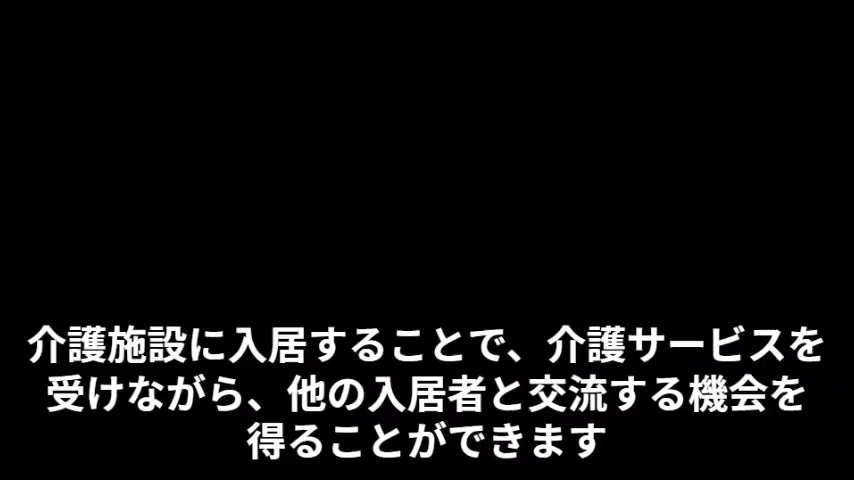 介護施設に入居することで、介護サービスを
受けながら、他の入居者と交流する機会を
得ることができます